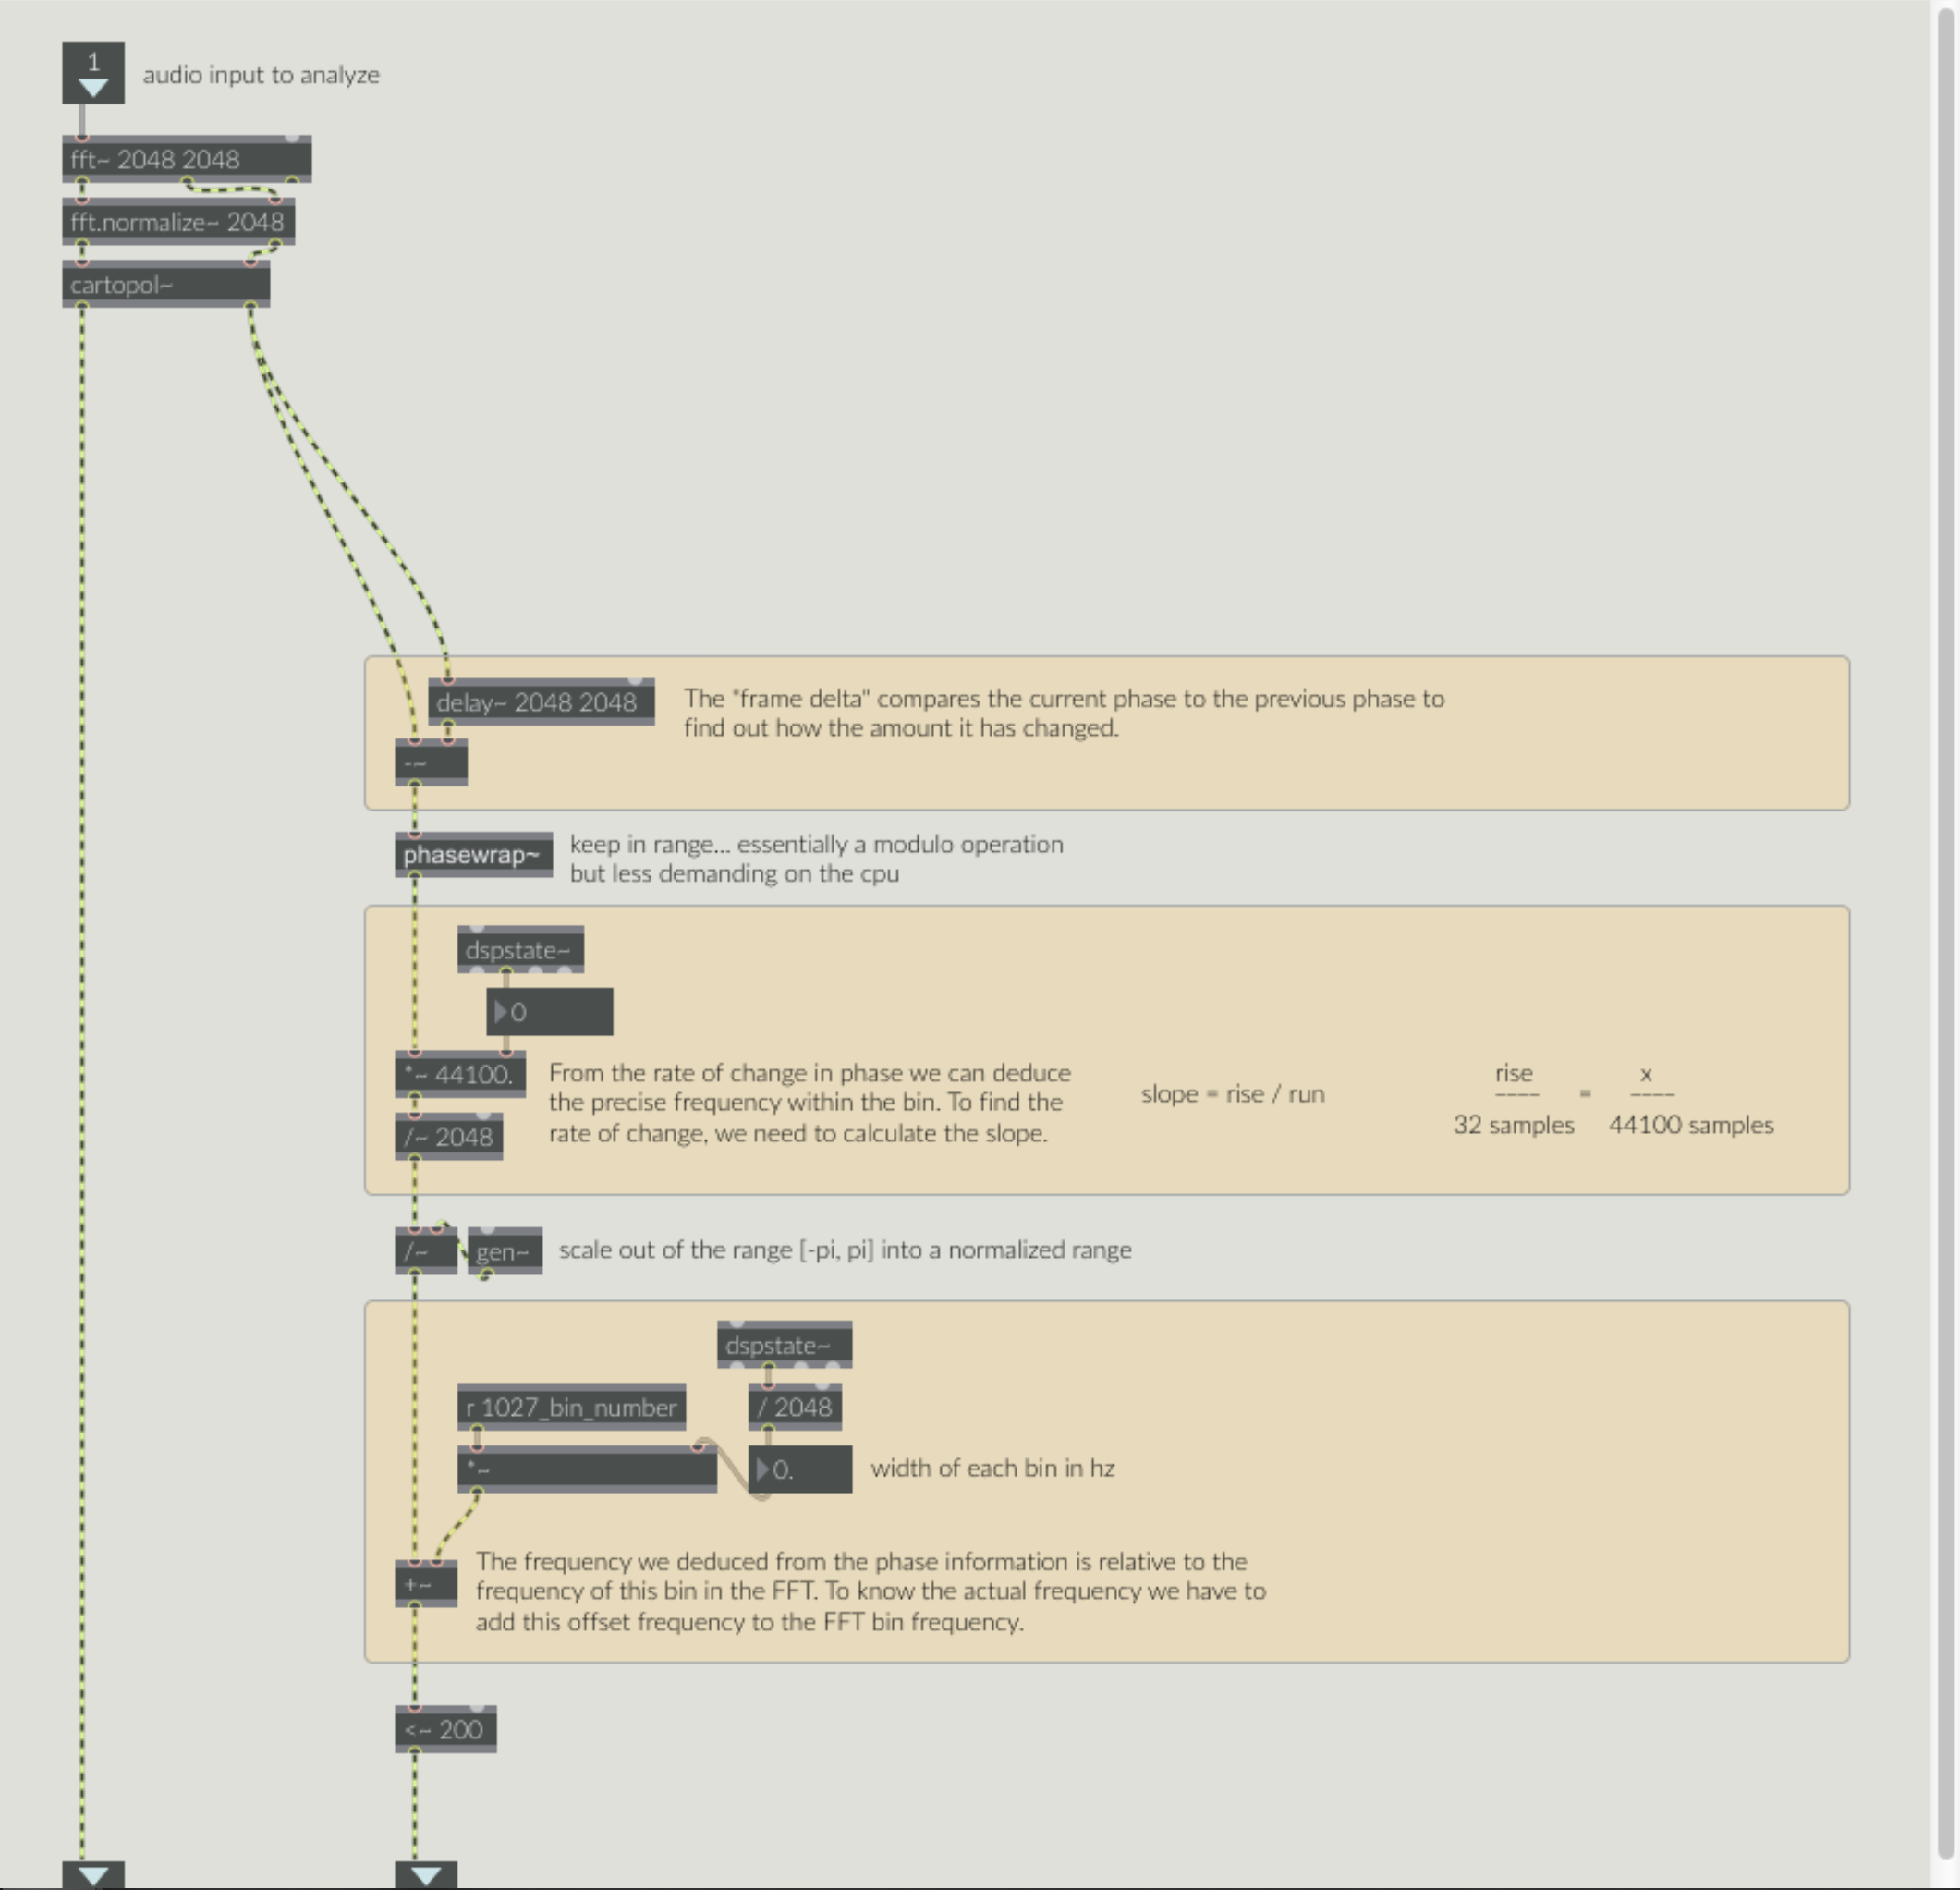 1
audio input to analyze
fft~ 2048 2048
fft.normalize~ 2048
cartopol~
delay~ 2048 2048
The "frame delta" compares the current phase to the previous phase to
find out how the amount it has changed.
-~
phasewrap~
keep in range... essentially a modulo operation
but less demanding on the cpu
dspstate~
0
*~ 44100.
/~ 2048
From the rate of change in phase we can deduce
the precise frequency within the bin. To find the
rate of change, we need to calculate the slope.
slope = rise / run
rise
----
32 samples
=
x
----
44100 samples
/~
gen~
scale out of the range [-pi, pi] into a normalized range
dspstate~
r 1027_bin_number
/ 2048
*~
0.
width of each bin in hz
+~
The frequency we deduced from the phase information is relative to the
frequency of this bin in the FFT. To know the actual frequency we have to
add this offset frequency to the FFT bin frequency.
<~ 200